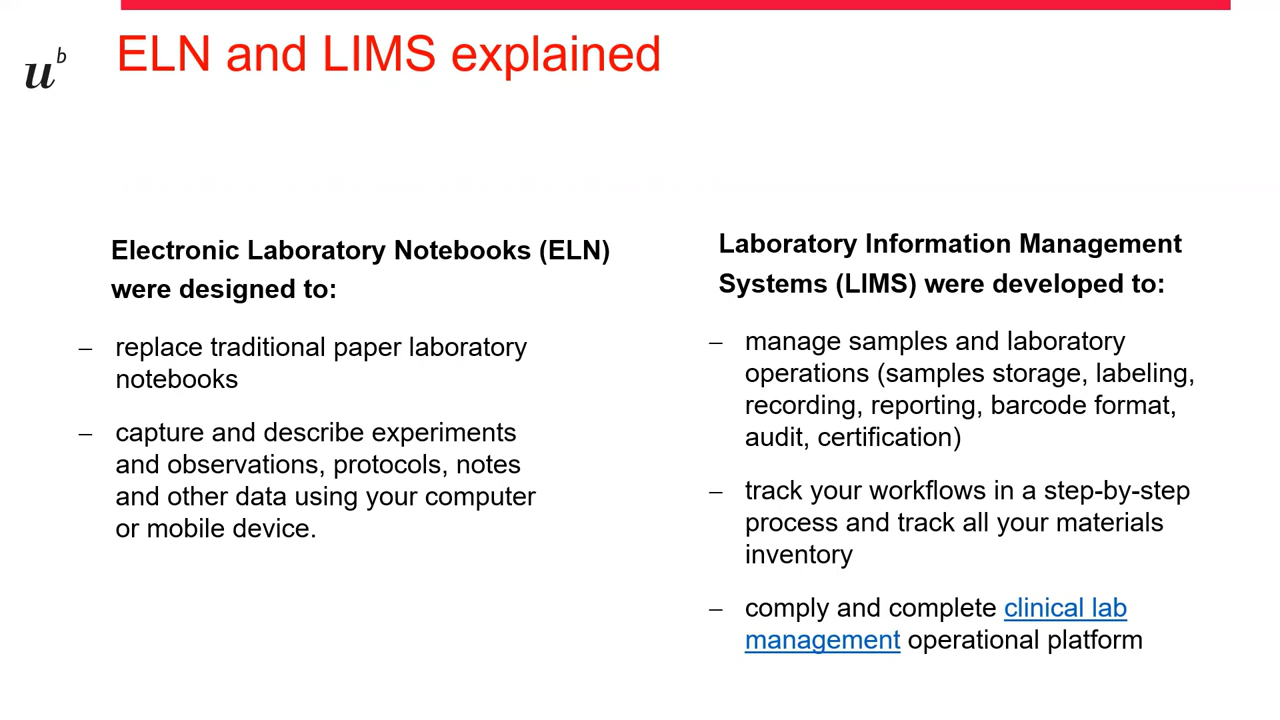 ELN and LIMS explained
u b
Electronic Laboratory Notebooks (ELN)
were designed to:
– replace traditional paper laboratory
notebooks
– capture and describe experiments
and observations, protocols, notes
and other data using your computer
or mobile device.
Laboratory Information Management
Systems (LIMS) were developed to:
– manage samples and laboratory
operations (samples storage, labeling,
recording, reporting, barcode format,
audit, certification)
– track your workflows in a step-by-step
process and track all your materials
inventory
– comply and complete clinical lab
management operational platform